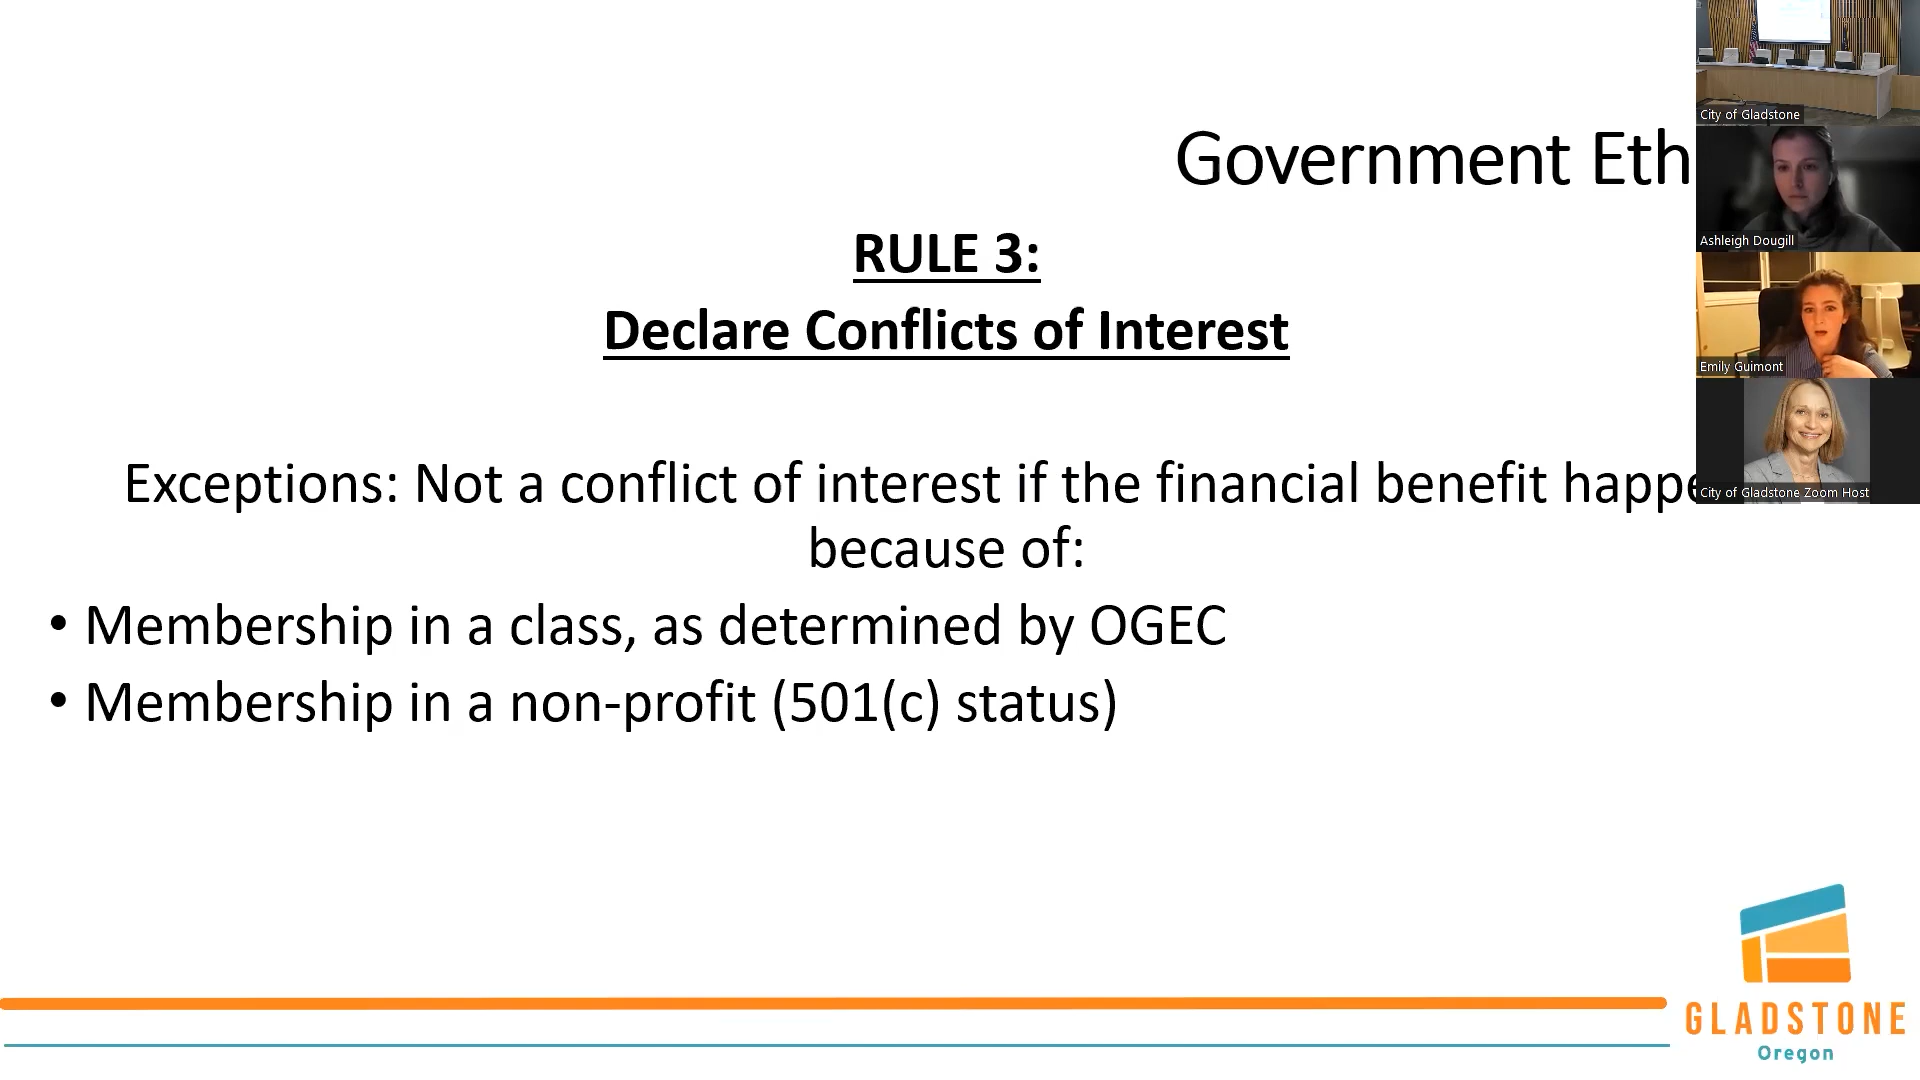 Government Eth
RULE 3:
Declare Conflicts of Interest
Exceptions: Not a conflict of interest if the financial benefit happe
because of:
• Membership in a class, as determined by OGEC
• Membership in a non-profit (501(c) status)
City of Gladstone
Ashleigh Dougill
Emily Guimont
City of Gladstone Zoom Host
GLADSTONE
Oregon